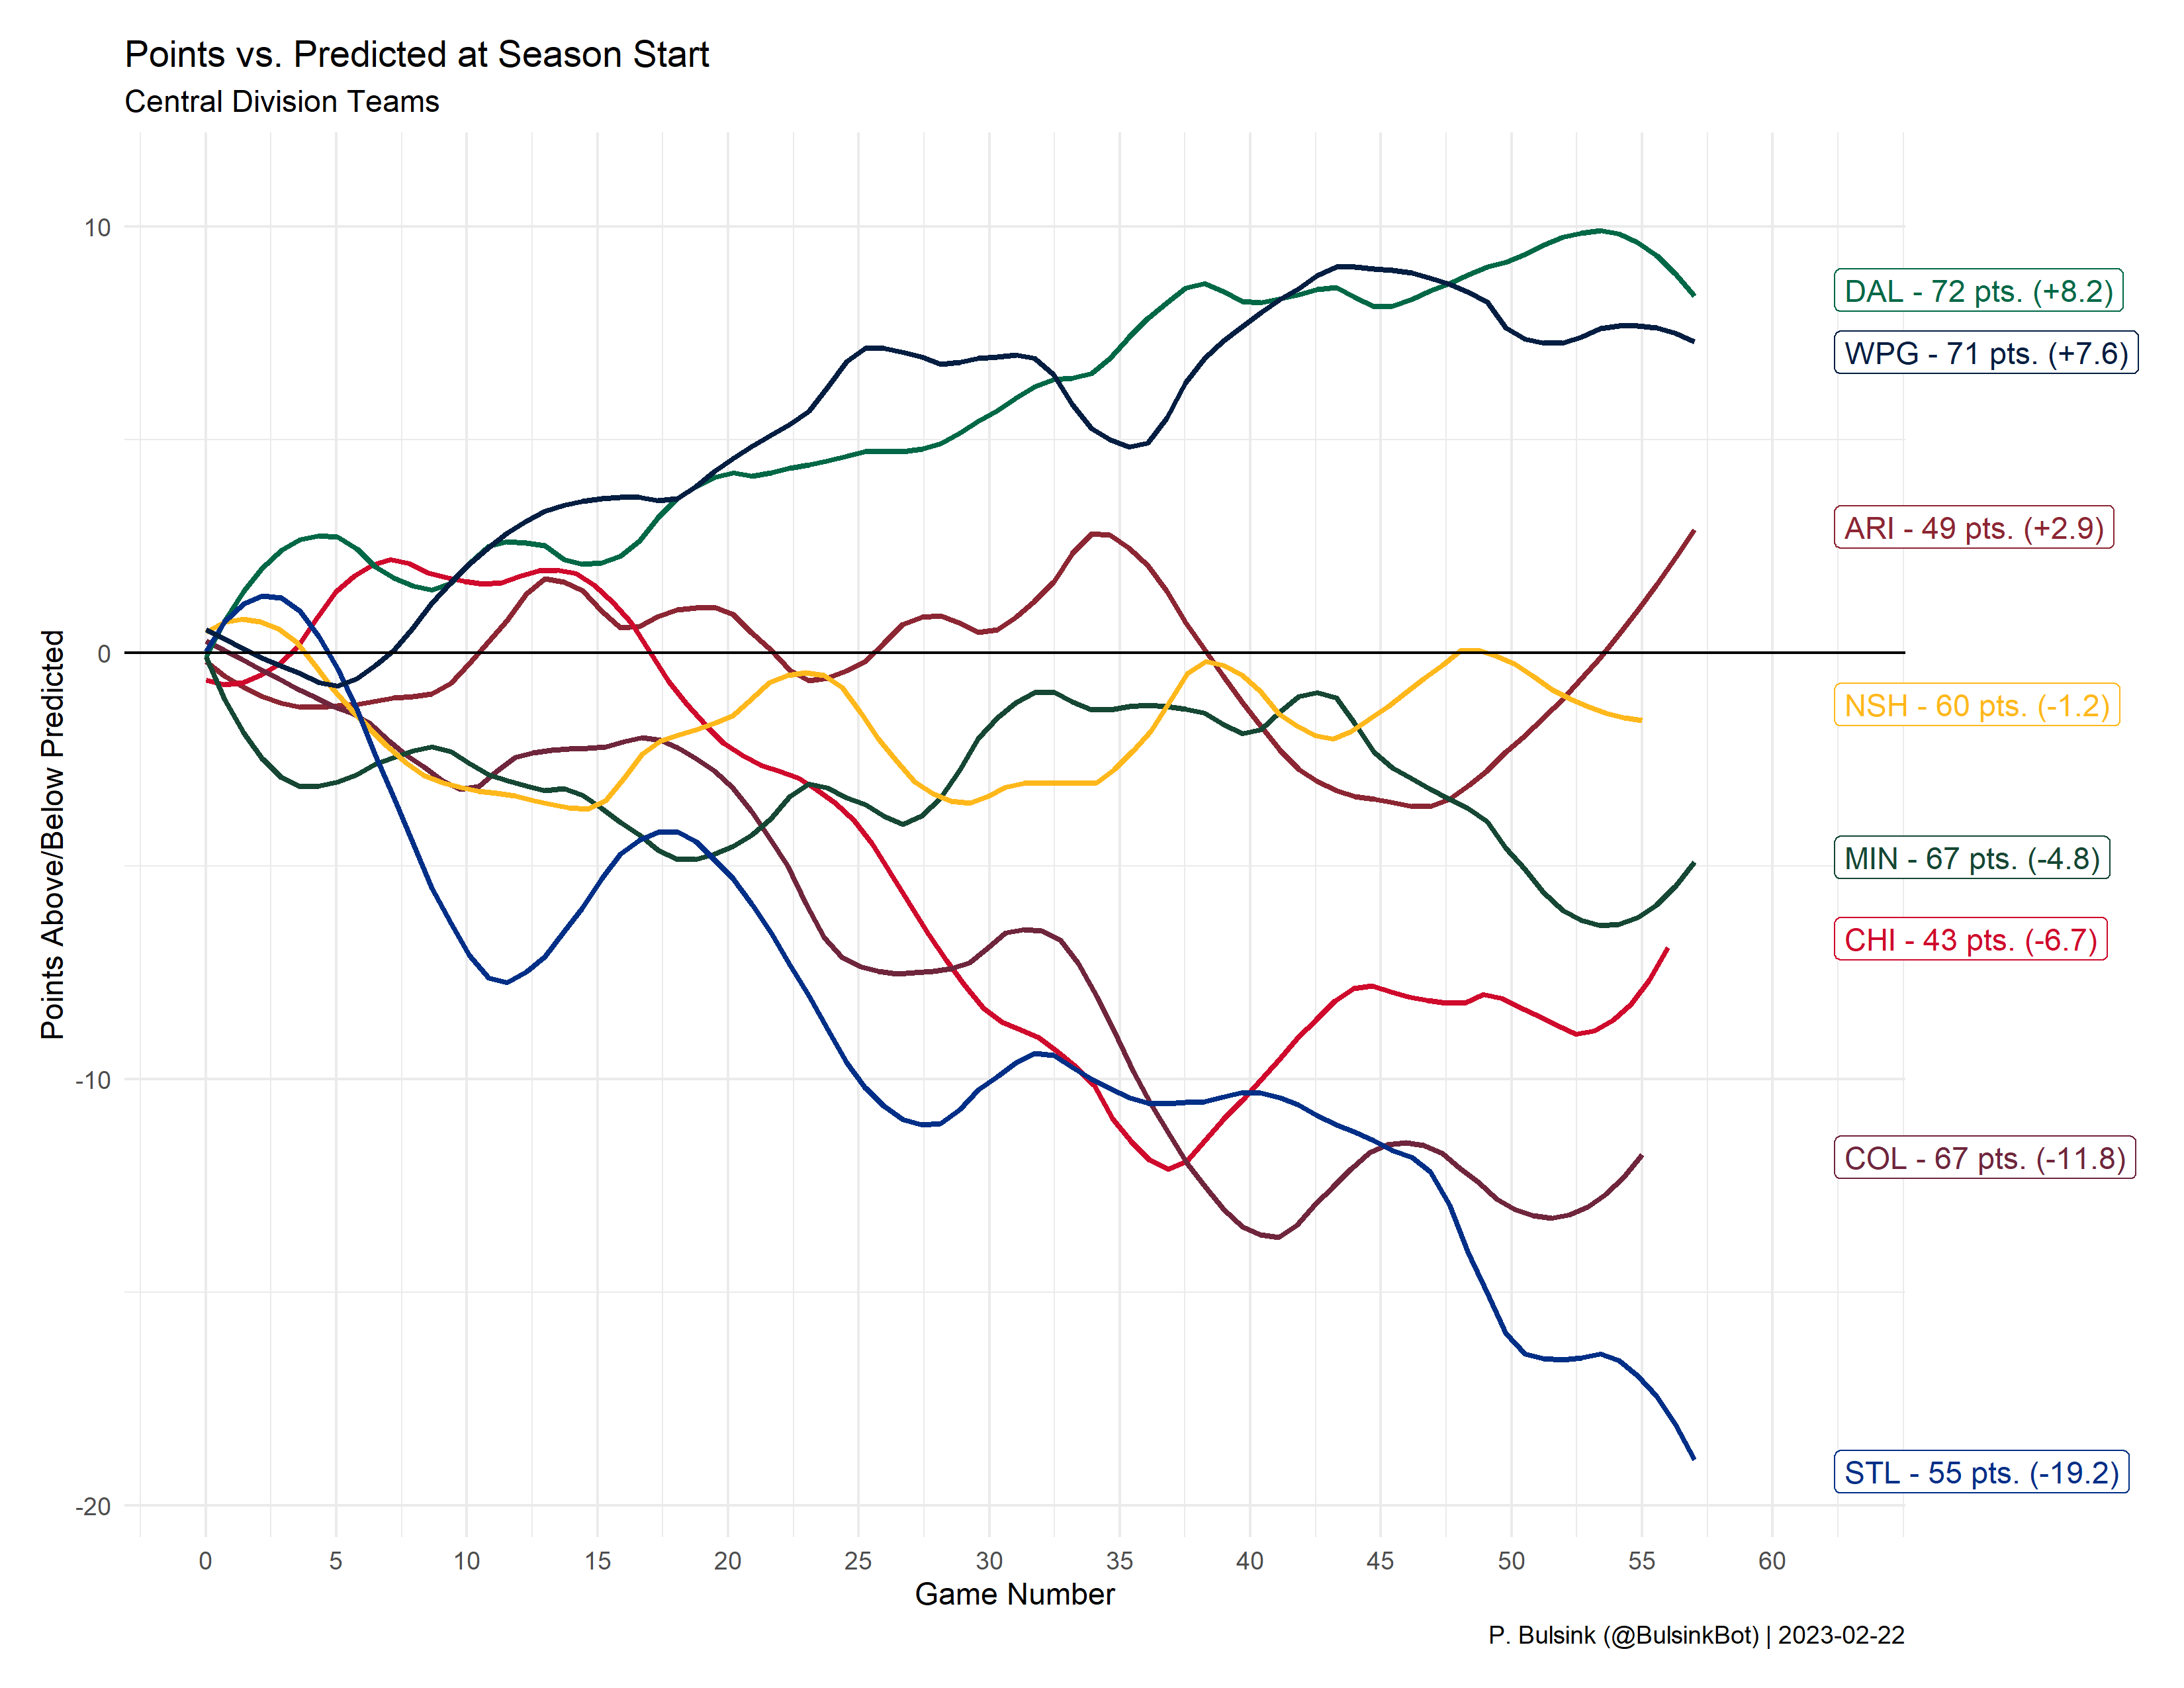 Points vs. Predicted at Season Start
Central Division Teams
Points Above/Below Predicted
10
0
-10
-20
DAL - 72 pts. (+8.2)
WPG - 71 pts. (+7.6)
ARI - 49 pts. (+2.9)
NSH - 60 pts. (-1.2)
MIN - 67 pts. (-4.8)
CHI - 43 pts. (-6.7)
COL - 67 pts. (-11.8)
STL - 55 pts. (-19.2)
0 5 10 15 20 25 30 35 40 45 50 55 60
Game Number
P. Bulsink (@BulsinkBot) | 2023-02-22